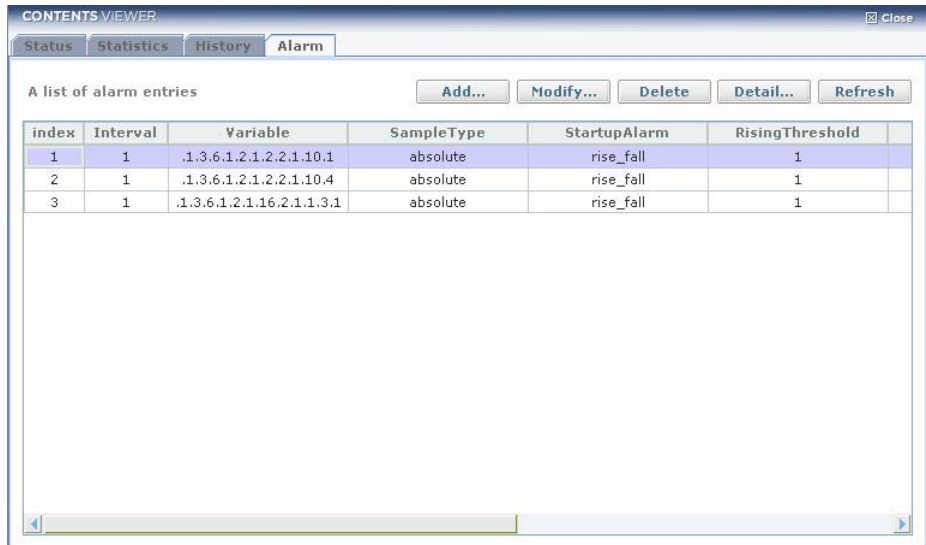 CONTENTS VIEWER Close
Status Statistics History Alarm
A list of alarm entries Add... Modify... Delete Detail... Refresh
index Interval Variable SampleType StartupAlarm RisingThreshold
1 1 .1.3.6.1.2.1.2.2.1.10.1 absolute rise_fall 1
2 1 .1.3.6.1.2.1.2.2.1.10.4 absolute rise_fall 1
3 1 .1.3.6.1.2.1.16.2.1.1.3.1 absolute rise_fall 1